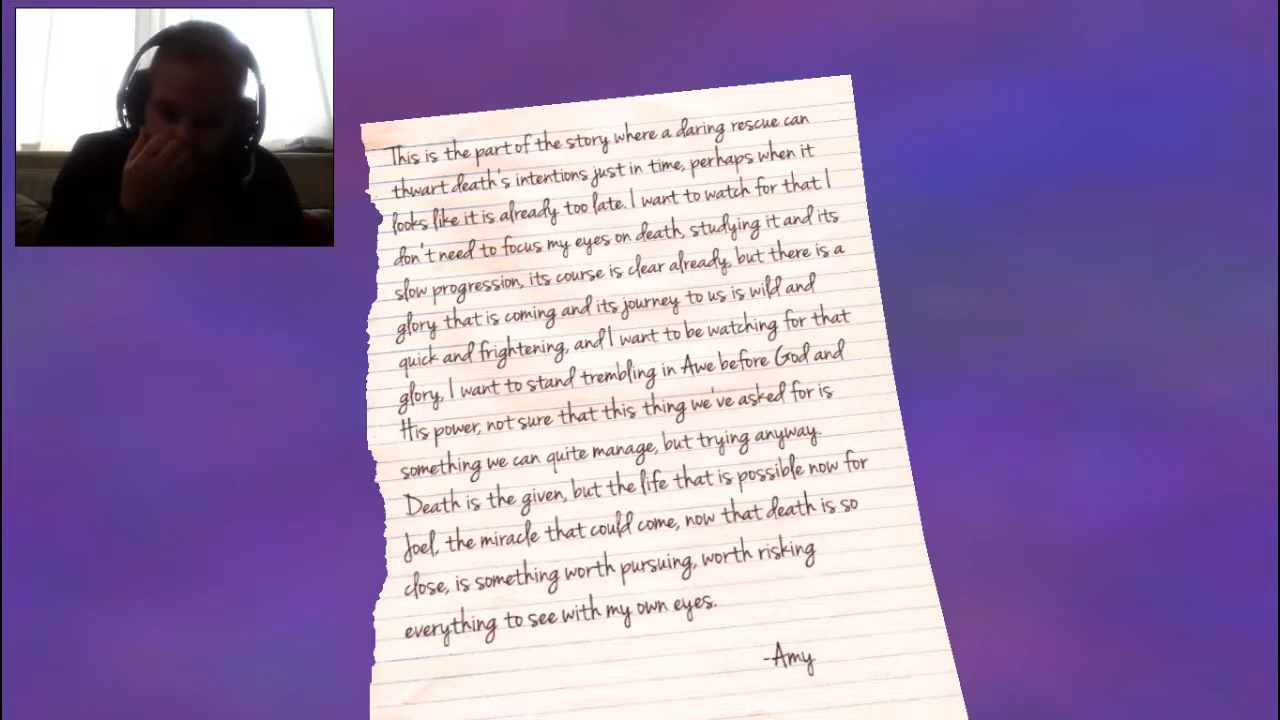 This is the part of the story where a daring rescue can
thwart death's intentions just in time, perhaps when it
looks like it is already too late. I want to watch for that. I
don't need to focus my eyes on death, studying it and its
slow progression, its course is clear already, but there is a
glory that is coming and its journey to us is wild and
quick and frightening, and I want to be watching for that
glory, I want to stand trembling in Awe before God and
His power, not sure that this thing we've asked for is
something we can quite manage, but trying anyway.
Death is the given, but the life that is possible now for
Joel, the miracle that could come, now that death is so
close, is something worth pursuing, worth risking
everything to see with my own eyes.
-Amy